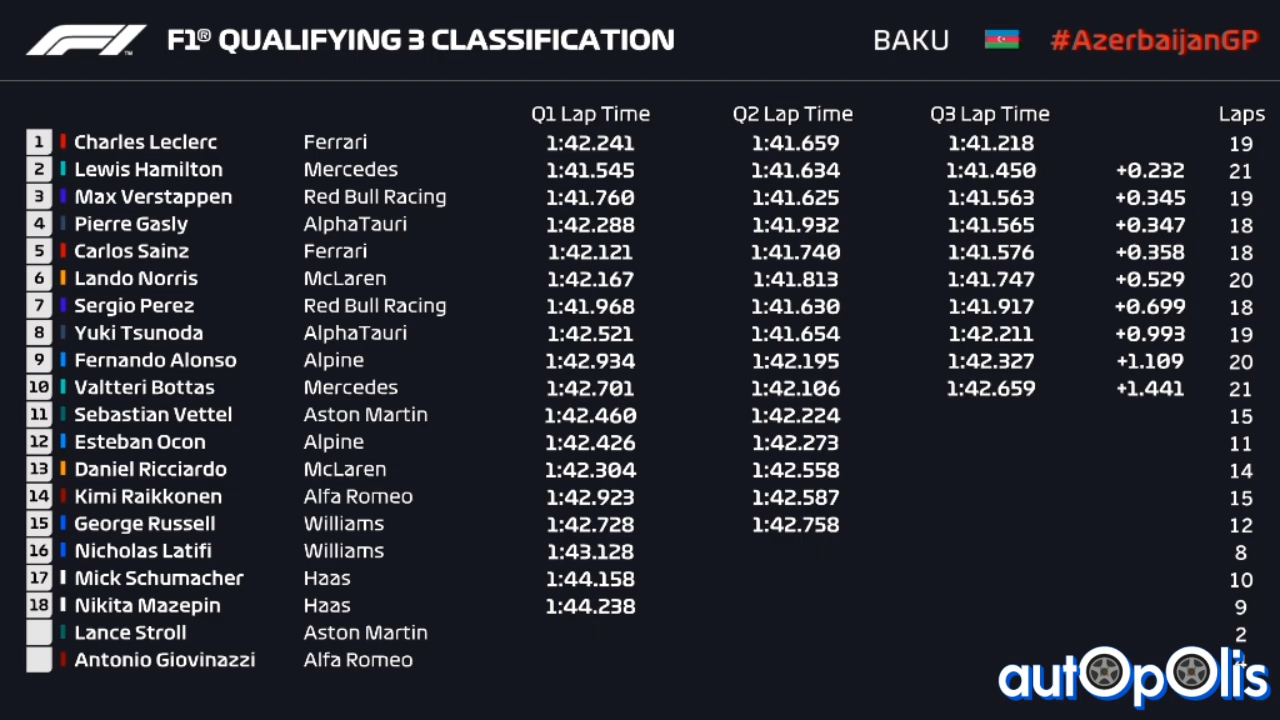 F1® QUALIFYING 3 CLASSIFICATION BAKU #AzerbaijanGP
Q1 Lap Time Q2 Lap Time Q3 Lap Time Laps
1 Charles Leclerc Ferrari 1:42.241 1:41.659 1:41.218 19
2 Lewis Hamilton Mercedes 1:41.545 1:41.634 1:41.450 +0.232 21
3 Max Verstappen Red Bull Racing 1:41.760 1:41.625 1:41.563 +0.345 19
4 Pierre Gasly AlphaTauri 1:42.288 1:41.932 1:41.565 +0.347 18
5 Carlos Sainz Ferrari 1:42.121 1:41.740 1:41.576 +0.358 18
6 Lando Norris McLaren 1:42.167 1:41.813 1:41.747 +0.529 20
7 Sergio Perez Red Bull Racing 1:41.968 1:41.630 1:41.917 +0.699 18
8 Yuki Tsunoda AlphaTauri 1:42.521 1:41.654 1:42.211 +0.993 19
9 Fernando Alonso Alpine 1:42.934 1:42.195 1:42.327 +1.109 20
10 Valtteri Bottas Mercedes 1:42.701 1:42.106 1:42.659 +1.441 21
11 Sebastian Vettel Aston Martin 1:42.460 1:42.224 15
12 Esteban Ocon Alpine 1:42.426 1:42.273 11
13 Daniel Ricciardo McLaren 1:42.304 1:42.558 14
14 Kimi Raikkonen Alfa Romeo 1:42.923 1:42.587 15
15 George Russell Williams 1:42.728 1:42.758 12
16 Nicholas Latifi Williams 1:43.128 8
17 Mick Schumacher Haas 1:44.158 10
18 Nikita Mazepin Haas 1:44.238 9
Lance Stroll Aston Martin 2
Antonio Giovinazzi Alfa Romeo
autopolis